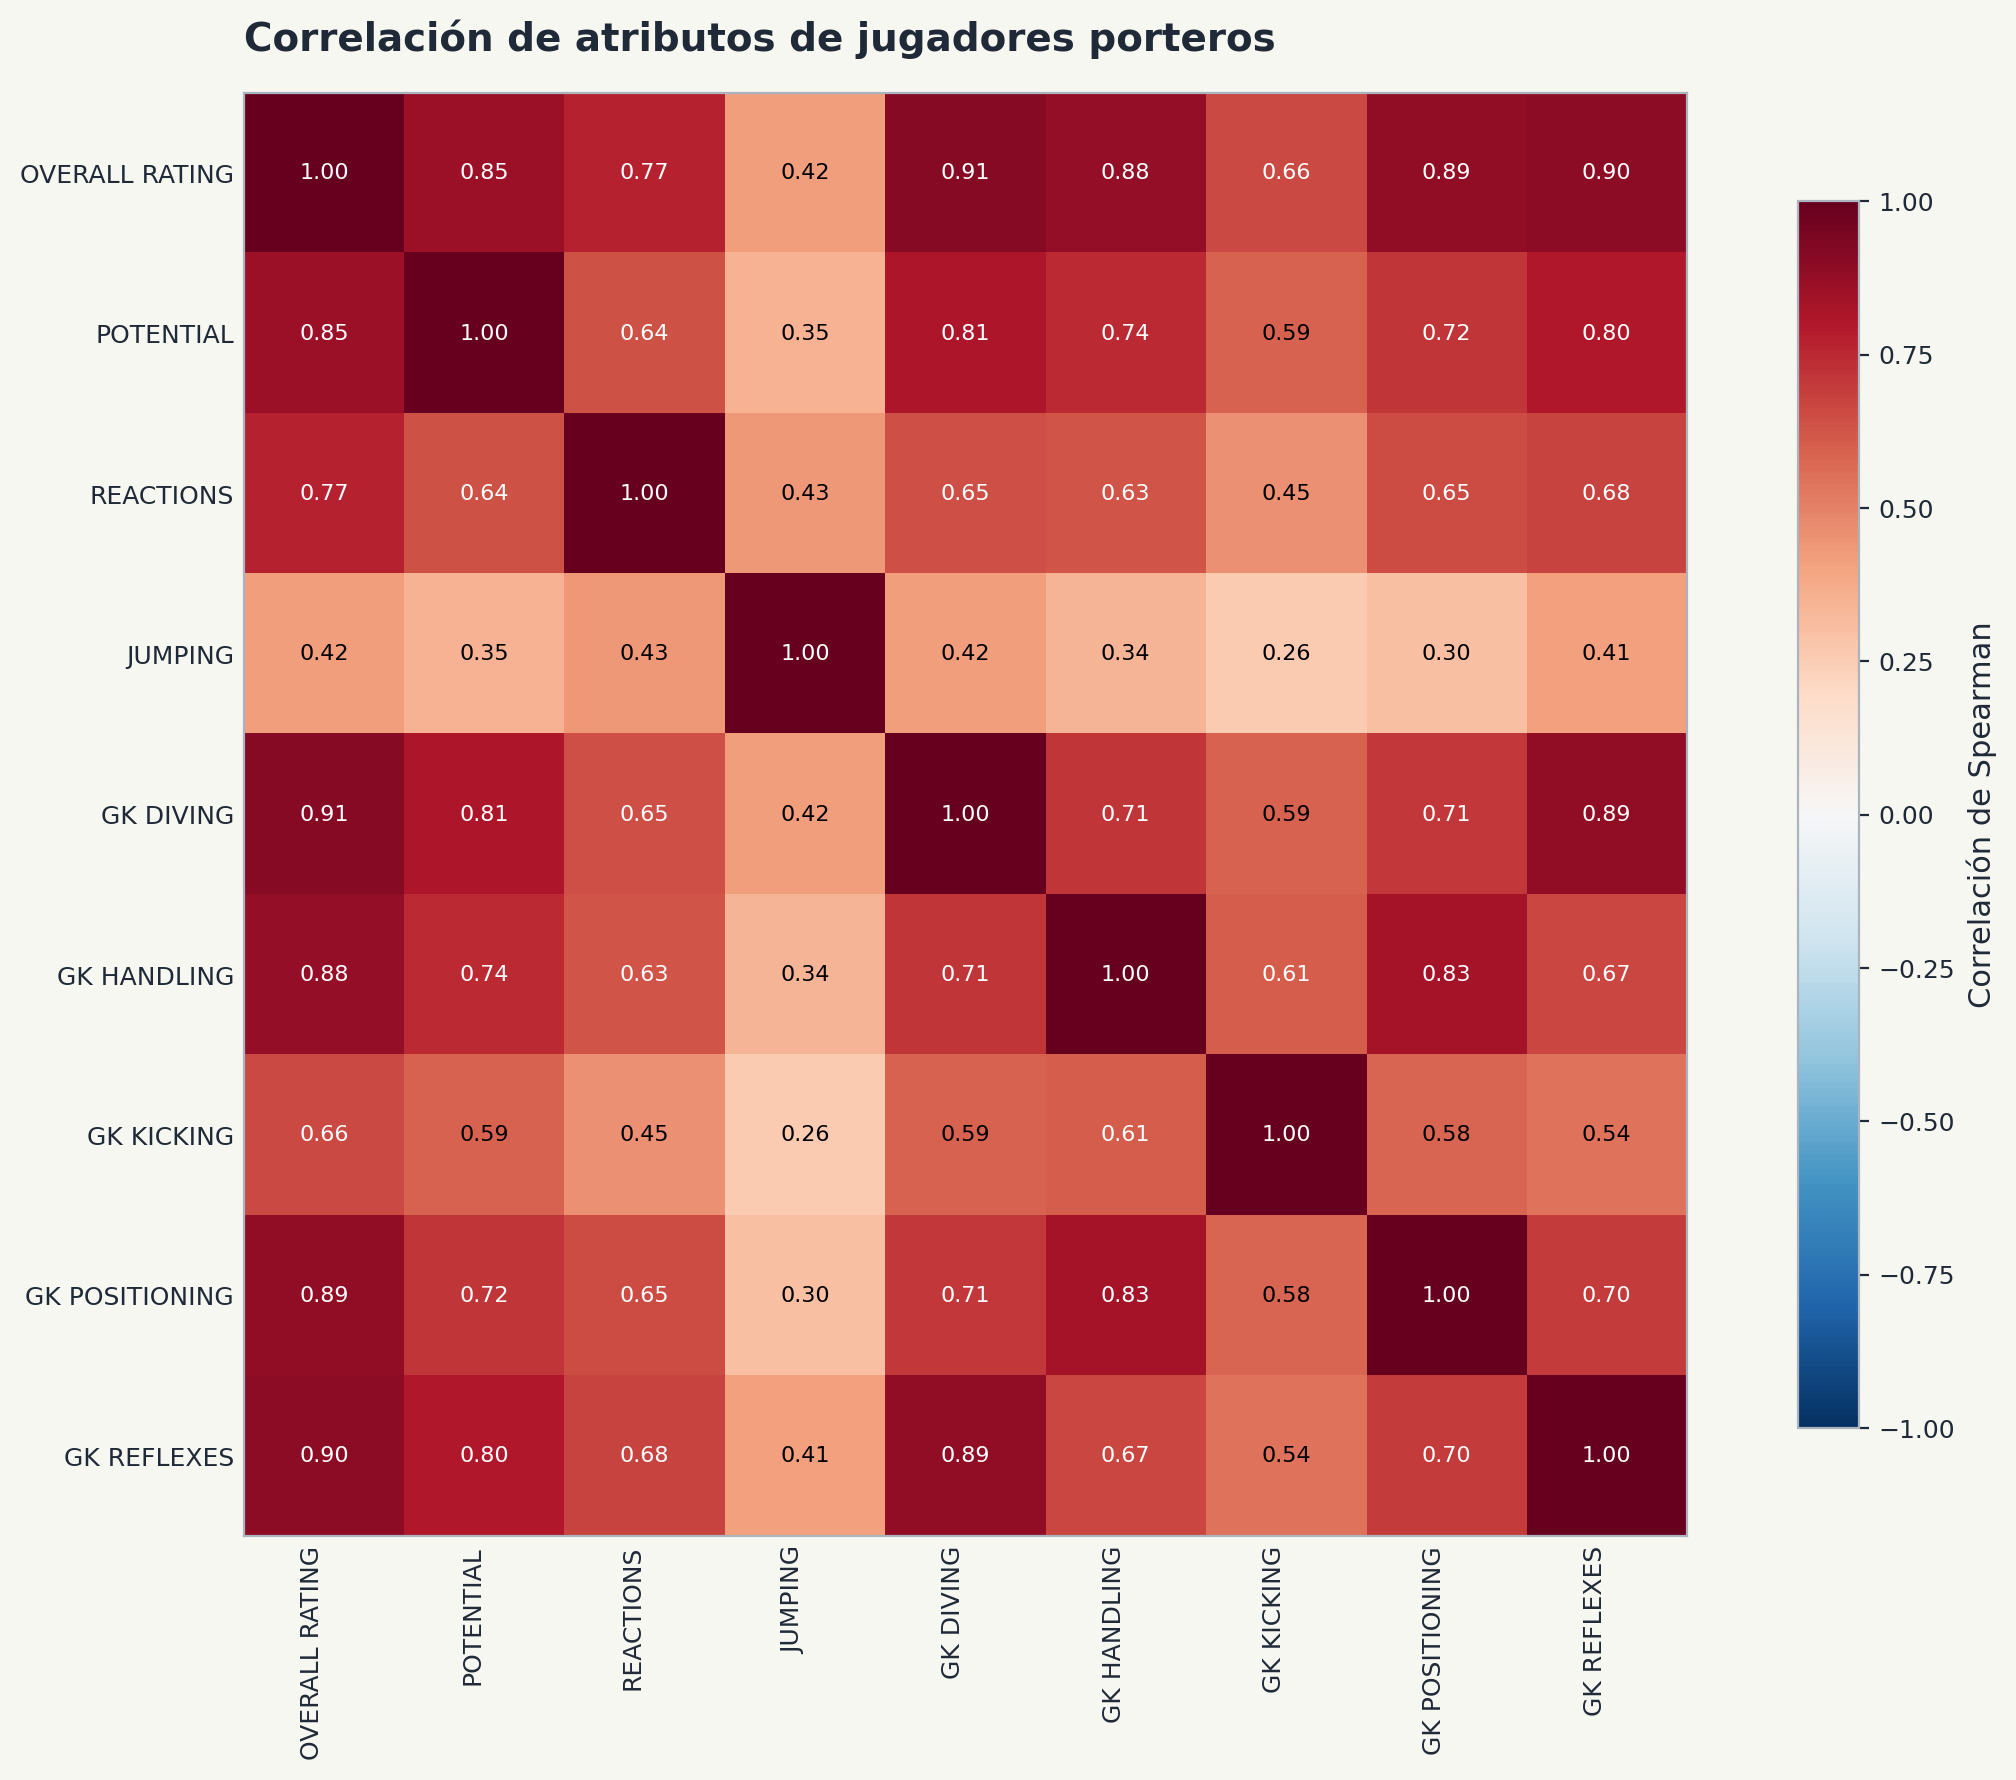 Correlación de atributos de jugadores porteros
OVERALL RATING 1.00 0.85 0.77 0.42 0.91 0.88 0.66 0.89 0.90
POTENTIAL 0.85 1.00 0.64 0.35 0.81 0.74 0.59 0.72 0.80
REACTIONS 0.77 0.64 1.00 0.43 0.65 0.63 0.45 0.65 0.68
JUMPING 0.42 0.35 0.43 1.00 0.42 0.34 0.26 0.30 0.41
GK DIVING 0.91 0.81 0.65 0.42 1.00 0.71 0.59 0.71 0.89
GK HANDLING 0.88 0.74 0.63 0.34 0.71 1.00 0.61 0.83 0.67
GK KICKING 0.66 0.59 0.45 0.26 0.59 0.61 1.00 0.58 0.54
GK POSITIONING 0.89 0.72 0.65 0.30 0.71 0.83 0.58 1.00 0.70
GK REFLEXES 0.90 0.80 0.68 0.41 0.89 0.67 0.54 0.70 1.00
OVERALL RATING
POTENTIAL
REACTIONS
JUMPING
GK DIVING
GK HANDLING
GK KICKING
GK POSITIONING
GK REFLEXES
1.00
0.75
0.50
0.25
0.00
−0.25
−0.50
−0.75
−1.00
Correlación de Spearman